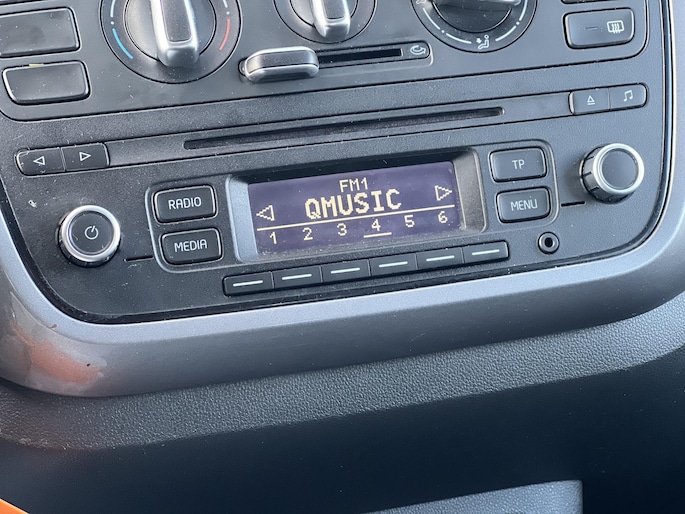 RADIO
MEDIA
FM1
QMUSIC
1 2 3 4 5 6
TP
MENU